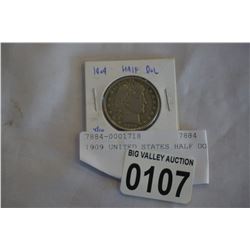 1909 HALF DOL
7884-0001718 7884
1909 UNITED STATES HALF DO
BIG VALLEY AUCTION
0107